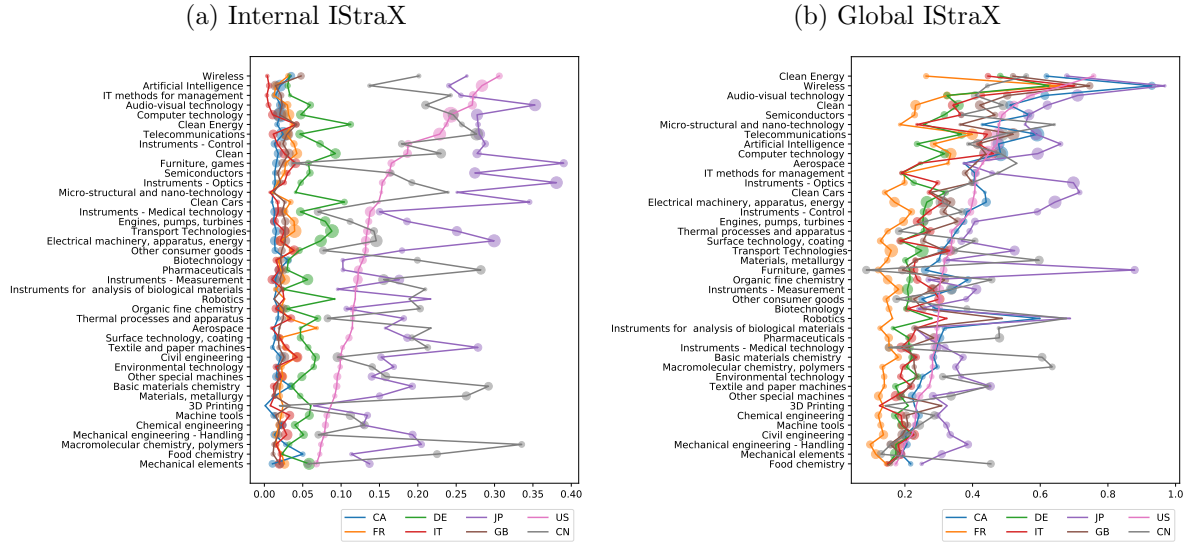 (a) Internal IStraX
Wireless
Artificial Intelligence
IT methods for management
Audio-visual technology
Computer technology
Clean Energy
Telecommunications
Instruments - Control
Clean
Furniture, games
Semiconductors
Instruments - Optics
Micro-structural and nano-technology
Clean Cars
Instruments - Medical technology
Engines, pumps, turbines
Transport Technologies
Electrical machinery, apparatus, energy
Other consumer goods
Biotechnology
Pharmaceuticals
Instruments - Measurement
Instruments for  analysis of biological materials
Robotics
Organic fine chemistry
Thermal processes and apparatus
Aerospace
Surface technology, coating
Textile and paper machines
Civil engineering
Environmental technology
Other special machines
Basic materials chemistry
Materials, metallurgy
3D Printing
Machine tools
Chemical engineering
Mechanical engineering - Handling
Macromolecular chemistry, polymers
Food chemistry
Mechanical elements
0.00 0.05 0.10 0.15 0.20 0.25 0.30 0.35 0.40
CA DE JP US
FR IT GB CN
(b) Global IStraX
Clean Energy
Wireless
Audio-visual technology
Clean
Semiconductors
Micro-structural and nano-technology
Telecommunications
Artificial Intelligence
Computer technology
Aerospace
IT methods for management
Instruments - Optics
Clean Cars
Electrical machinery, apparatus, energy
Instruments - Control
Engines, pumps, turbines
Thermal processes and apparatus
Surface technology, coating
Transport Technologies
Materials, metallurgy
Furniture, games
Organic fine chemistry
Instruments - Measurement
Other consumer goods
Biotechnology
Robotics
Instruments for  analysis of biological materials
Pharmaceuticals
Instruments - Medical technology
Basic materials chemistry
Macromolecular chemistry, polymers
Environmental technology
Textile and paper machines
Other special machines
3D Printing
Chemical engineering
Machine tools
Civil engineering
Mechanical engineering - Handling
Mechanical elements
Food chemistry
0.2 0.4 0.6 0.8 1.0
CA DE JP US
FR IT GB CN